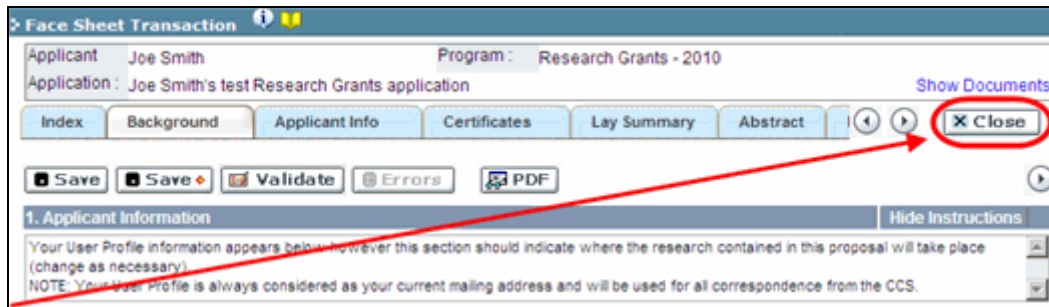 Face Sheet Transaction
Applicant Joe Smith Program : Research Grants - 2010
Application : Joe Smith's test Research Grants application Show Documents
Index Background Applicant Info Certificates Lay Summary Abstract Close
Save Save Validate Errors PDF
1. Applicant Information Hide Instructions
Your User Profile information appears below however this section should indicate where the research contained in this proposal will take place
(change as necessary).
NOTE: Your User Profile is always considered as your current mailing address and will be used for all correspondence from the CCS.